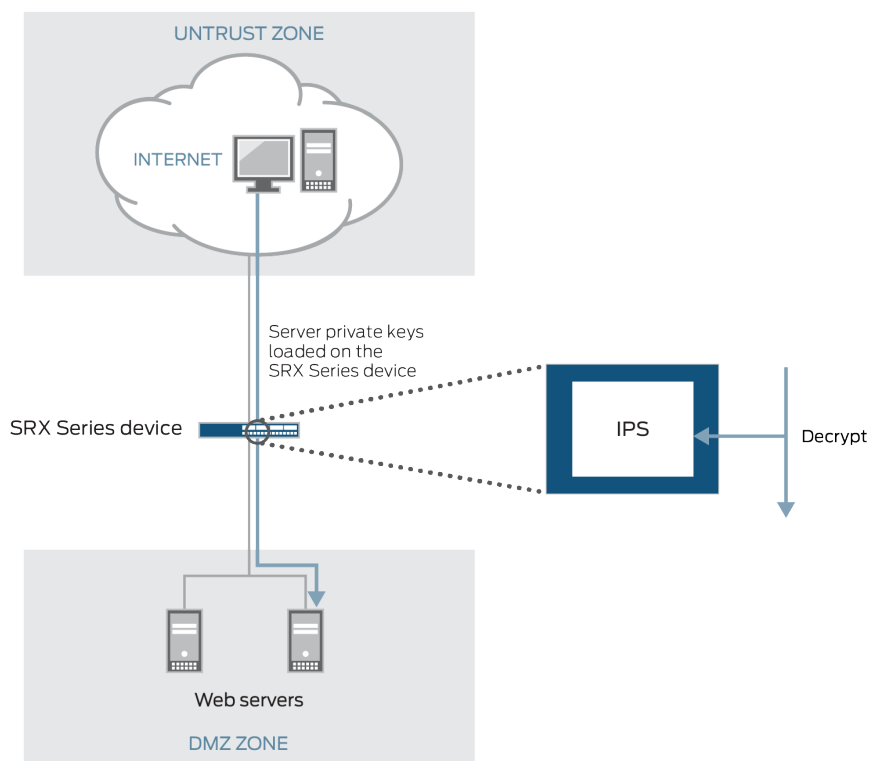 UNTRUST ZONE
INTERNET
Server private keys
loaded on the
SRX Series device
SRX Series device
IPS
Decrypt
Web servers
DMZ ZONE